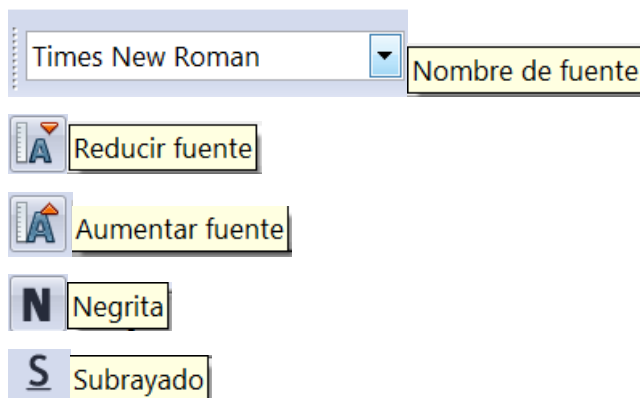 Times New Roman Nombre de fuente
A Reducir fuente
A Aumentar fuente
N Negrita
S Subrayado